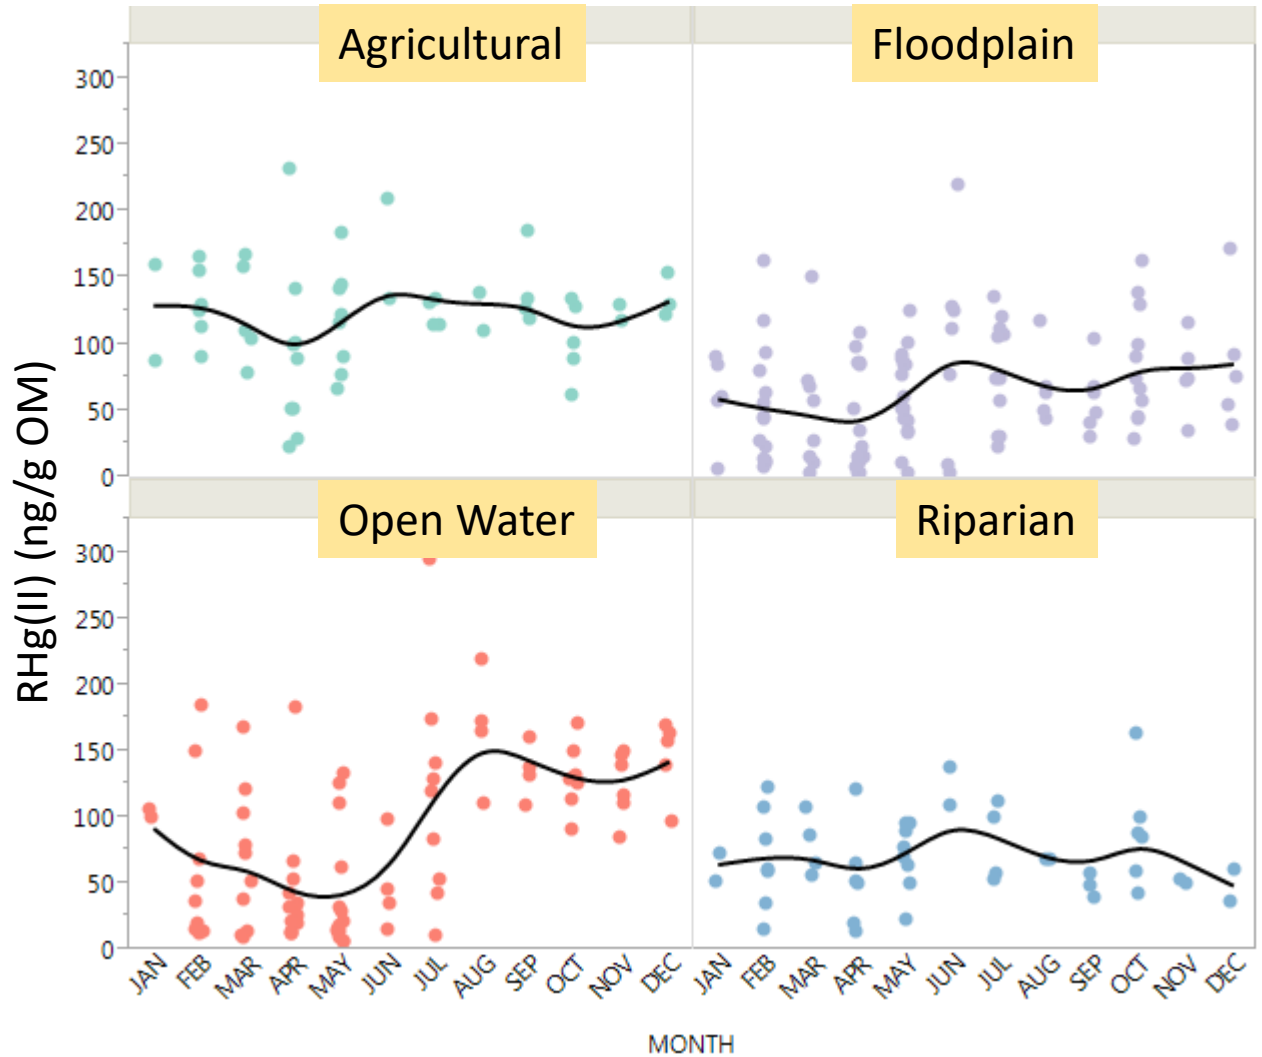 Agricultural
Floodplain
300
250
200
150
100
50
0
Open Water
Riparian
300
250
200
150
100
50
0
RHg(II) (ng/g OM)
JAN FEB MAR APR MAY JUN JUL AUG SEP OCT NOV DEC
JAN FEB MAR APR MAY JUN JUL AUG SEP OCT NOV DEC
MONTH